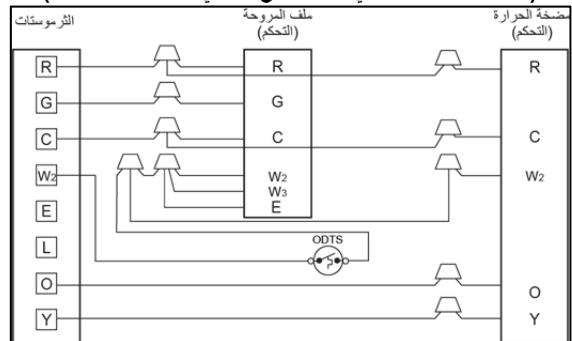 الثرموستات
ملف المروحة
(التحكم)
مضخة الحرارة
(التحكم)
R
G
C
W2
E
L
O
Y
R
G
C
W2
W3
E
ODTS
R
C
W2
O
Y